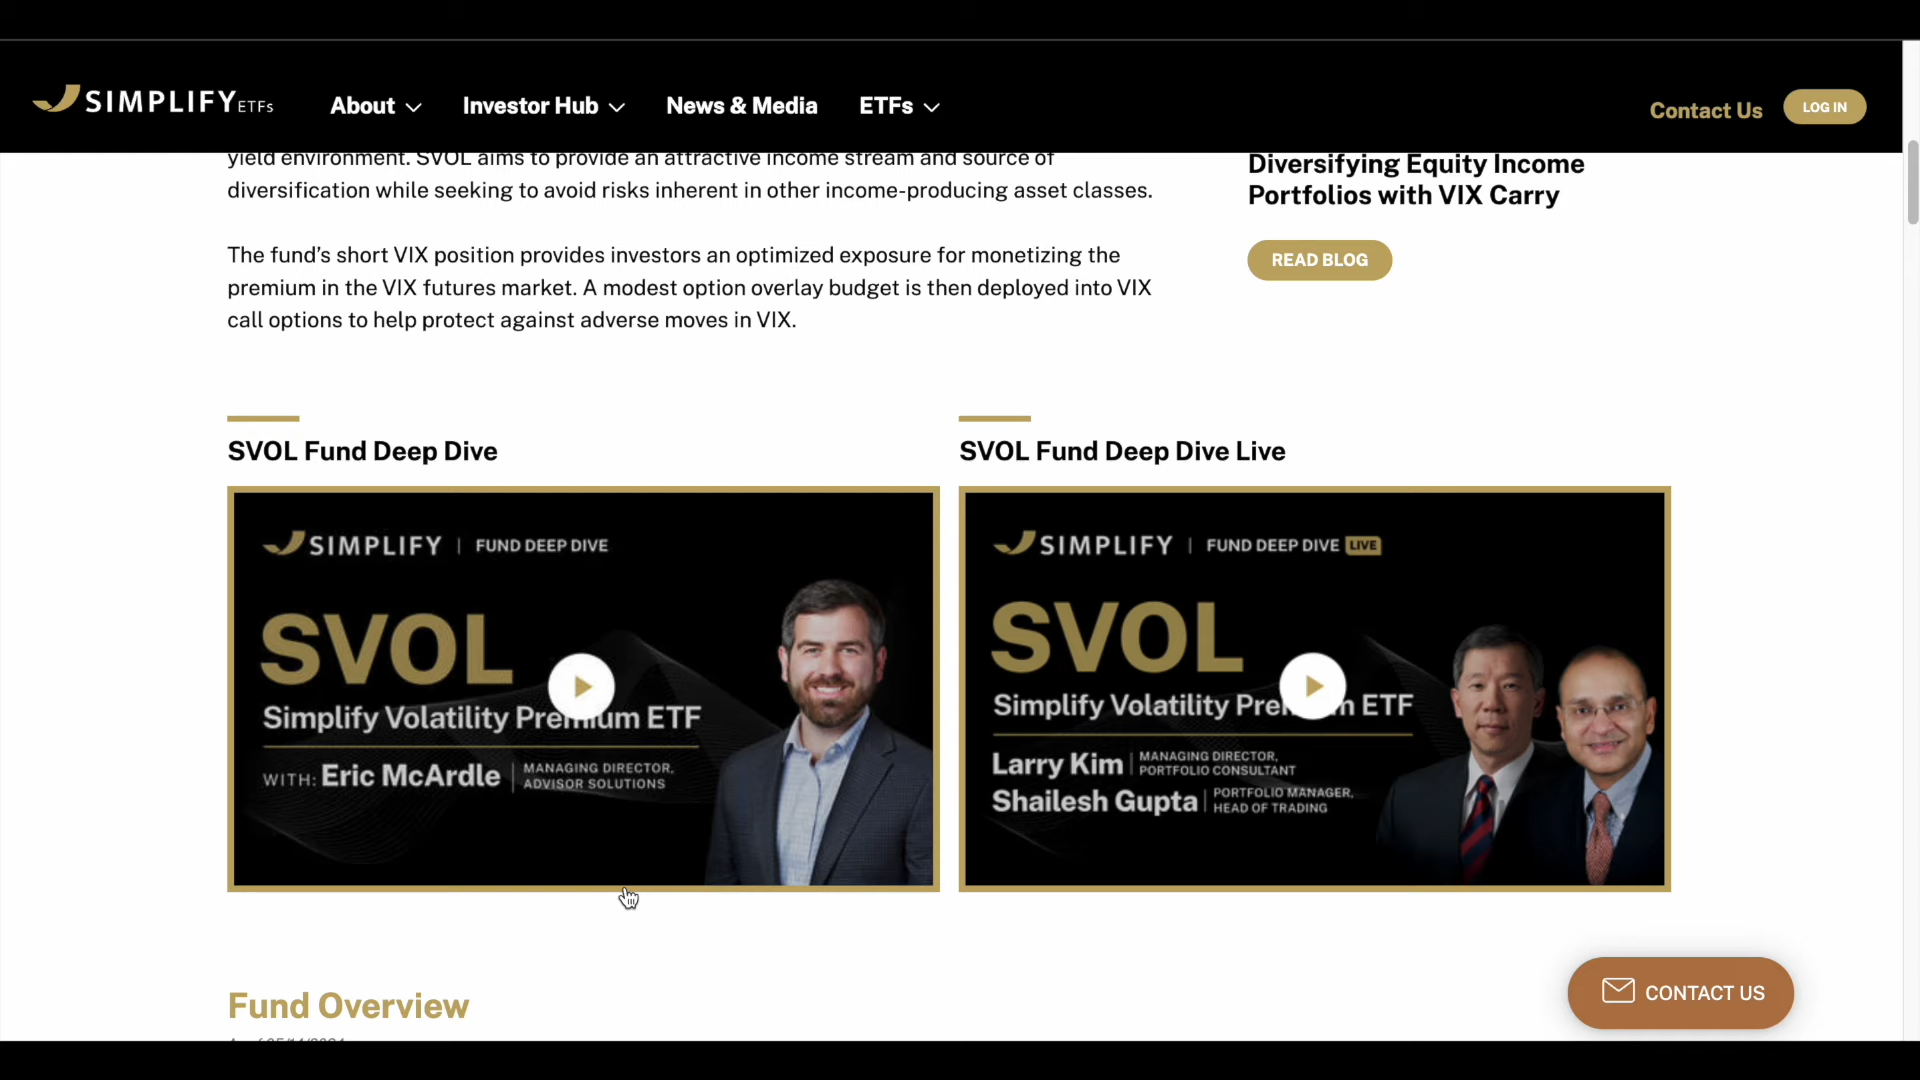 SIMPLIFY ETFs
About
Investor Hub
News & Media
ETFs
Contact Us
LOG IN
yield environment. SVOL aims to provide an attractive income stream and source of
diversification while seeking to avoid risks inherent in other income-producing asset classes.
The fund’s short VIX position provides investors an optimized exposure for monetizing the
premium in the VIX futures market. A modest option overlay budget is then deployed into VIX
call options to help protect against adverse moves in VIX.
Diversifying Equity Income
Portfolios with VIX Carry
READ BLOG
SVOL Fund Deep Dive
SIMPLIFY | FUND DEEP DIVE
SVOL
Simplify Volatility Premium ETF
WITH: Eric McArdle
MANAGING DIRECTOR,
ADVISOR SOLUTIONS
SVOL Fund Deep Dive Live
SIMPLIFY | FUND DEEP DIVE LIVE
SVOL
Simplify Volatility Premium ETF
Larry Kim
MANAGING DIRECTOR,
PORTFOLIO CONSULTANT
Shailesh Gupta
PORTFOLIO MANAGER,
HEAD OF TRADING
Fund Overview
CONTACT US